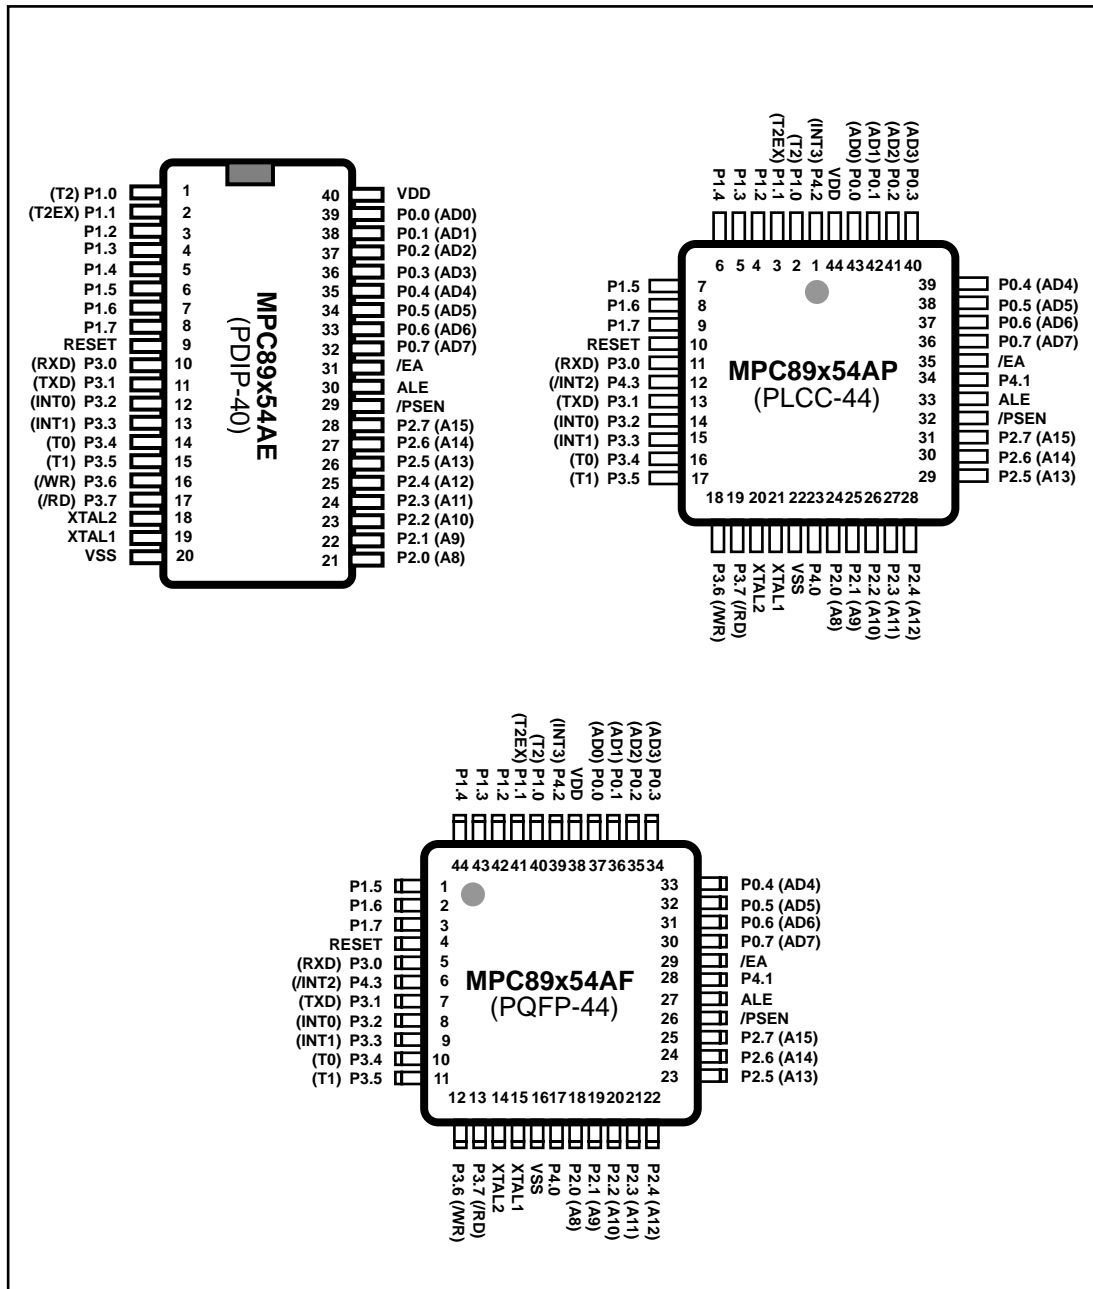 (T2) P1.0 1
(T2EX) P1.1 2
P1.2 3
P1.3 4
P1.4 5
P1.5 6
P1.6 7
P1.7 8
RESET 9
(RXD) P3.0 10
(TXD) P3.1 11
(INT0) P3.2 12
(INT1) P3.3 13
(T0) P3.4 14
(T1) P3.5 15
(/WR) P3.6 16
(/RD) P3.7 17
XTAL2 18
XTAL1 19
VSS 20
MPC89x54AE
(PDIP-40)
40 VDD
39 P0.0 (AD0)
38 P0.1 (AD1)
37 P0.2 (AD2)
36 P0.3 (AD3)
35 P0.4 (AD4)
34 P0.5 (AD5)
33 P0.6 (AD6)
32 P0.7 (AD7)
31 /EA
30 ALE
29 /PSEN
28 P2.7 (A15)
27 P2.6 (A14)
26 P2.5 (A13)
25 P2.4 (A12)
24 P2.3 (A11)
23 P2.2 (A10)
22 P2.1 (A9)
21 P2.0 (A8)
P1.4
P1.3
P1.2
(T2EX) P1.1
(T2) P1.0
(INT3) P4.2
VDD
(AD0) P0.0
(AD1) P0.1
(AD2) P0.2
(AD3) P0.3
6 5 4 3 2 1 44 43 42 41 40
P1.5 7
P1.6 8
P1.7 9
RESET 10
(RXD) P3.0 11
(/INT2) P4.3 12
(TXD) P3.1 13
(INT0) P3.2 14
(INT1) P3.3 15
(T0) P3.4 16
(T1) P3.5 17
MPC89x54AP
(PLCC-44)
39 P0.4 (AD4)
38 P0.5 (AD5)
37 P0.6 (AD6)
36 P0.7 (AD7)
35 /EA
34 P4.1
33 ALE
32 /PSEN
31 P2.7 (A15)
30 P2.6 (A14)
29 P2.5 (A13)
18 19 20 21 22 23 24 25 26 27 28
P3.6 (/WR)
P3.7 (/RD)
XTAL2
XTAL1
VSS
P4.0
P2.0 (A8)
P2.1 (A9)
P2.2 (A10)
P2.3 (A11)
P2.4 (A12)
P1.4
P1.3
P1.2
(T2EX) P1.1
(T2) P1.0
(INT3) P4.2
VDD
(AD0) P0.0
(AD1) P0.1
(AD2) P0.2
(AD3) P0.3
44 43 42 41 40 39 38 37 36 35 34
P1.5 1
P1.6 2
P1.7 3
RESET 4
(RXD) P3.0 5
(/INT2) P4.3 6
(TXD) P3.1 7
(INT0) P3.2 8
(INT1) P3.3 9
(T0) P3.4 10
(T1) P3.5 11
MPC89x54AF
(PQFP-44)
33 P0.4 (AD4)
32 P0.5 (AD5)
31 P0.6 (AD6)
30 P0.7 (AD7)
29 /EA
28 P4.1
27 ALE
26 /PSEN
25 P2.7 (A15)
24 P2.6 (A14)
23 P2.5 (A13)
12 13 14 15 16 17 18 19 20 21 22
P3.6 (/WR)
P3.7 (/RD)
XTAL2
XTAL1
VSS
P4.0
P2.0 (A8)
P2.1 (A9)
P2.2 (A10)
P2.3 (A11)
P2.4 (A12)